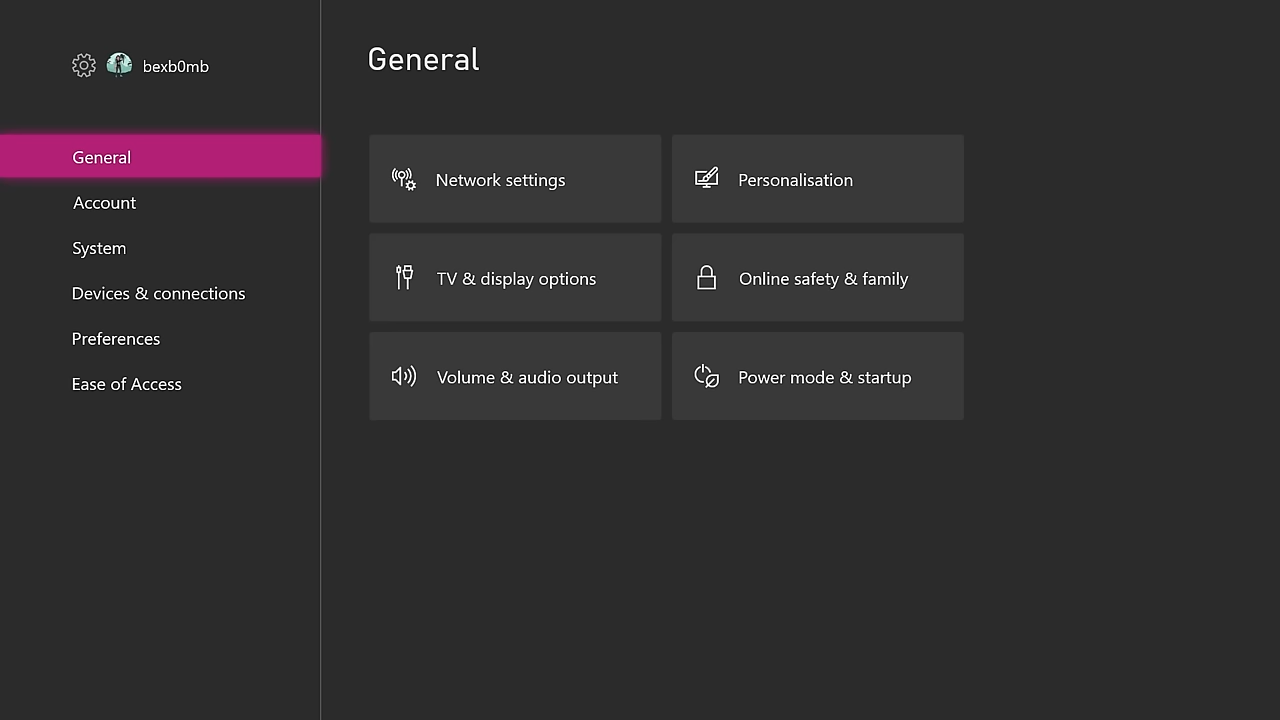 bexb0mb
General
Account
System
Devices & connections
Preferences
Ease of Access
General
Network settings
Personalisation
TV & display options
Online safety & family
Volume & audio output
Power mode & startup